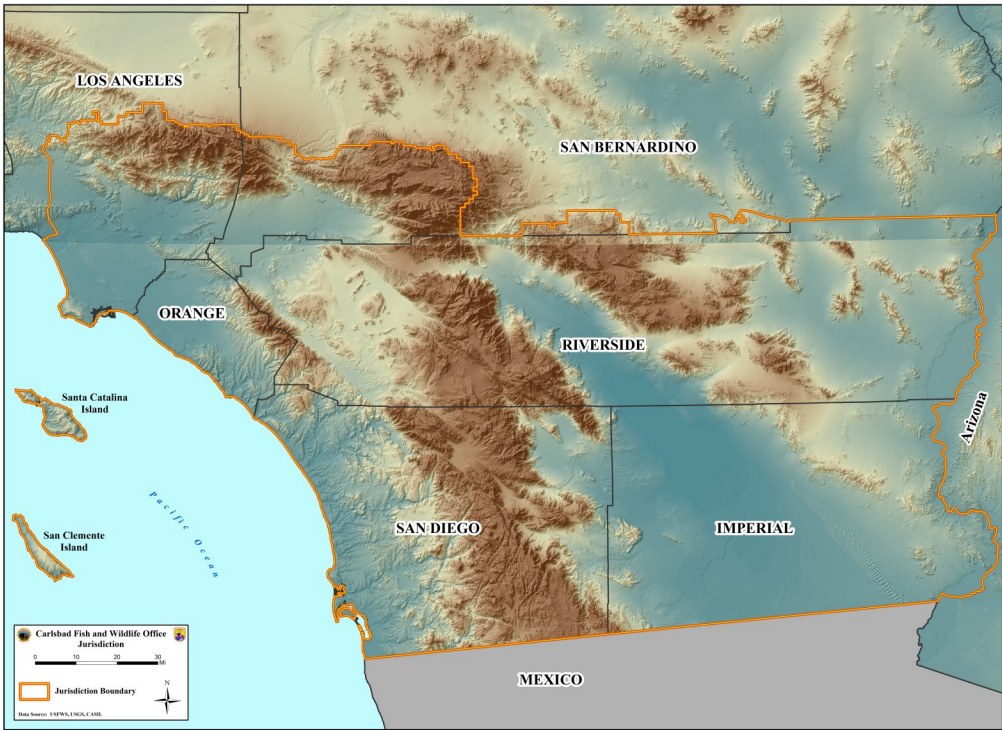 LOS ANGELES
SAN BERNARDINO
ORANGE
RIVERSIDE
Santa Catalina
Island
Arizona
Pacific Ocean
San Clemente
Island
SAN DIEGO
IMPERIAL
MEXICO
Carlsbad Fish and Wildlife Office
Jurisdiction
0 10 20 30
Mi
Jurisdiction Boundary
N
Data Source: USFWS, USGS, CASIL